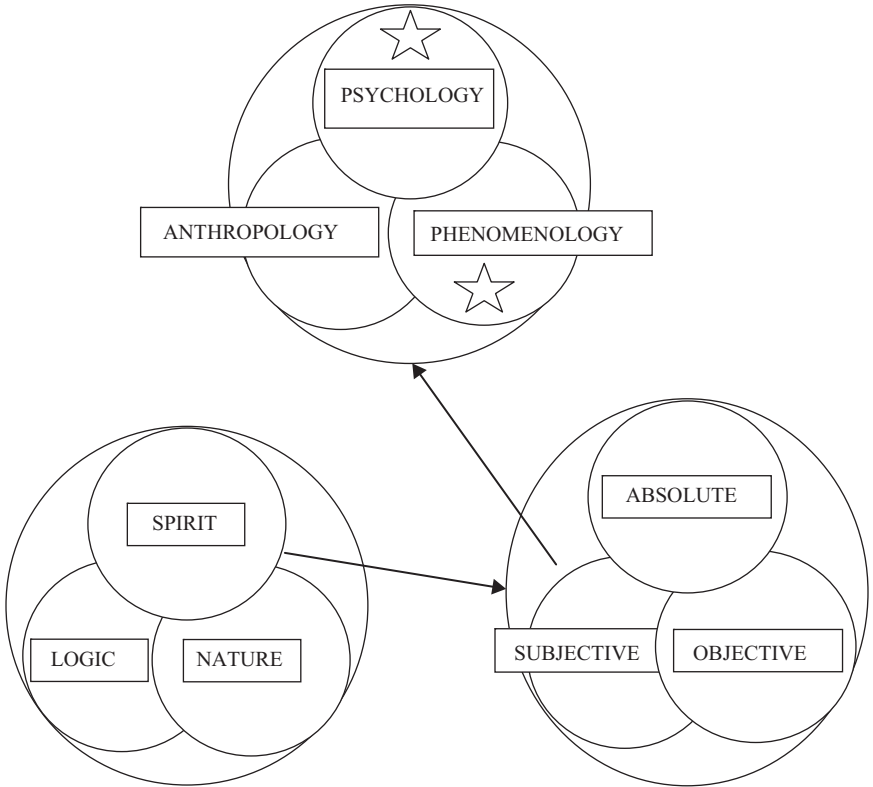 PSYCHOLOGY
ANTHROPOLOGY
PHENOMENOLOGY
SPIRIT
LOGIC
NATURE
ABSOLUTE
SUBJECTIVE
OBJECTIVE